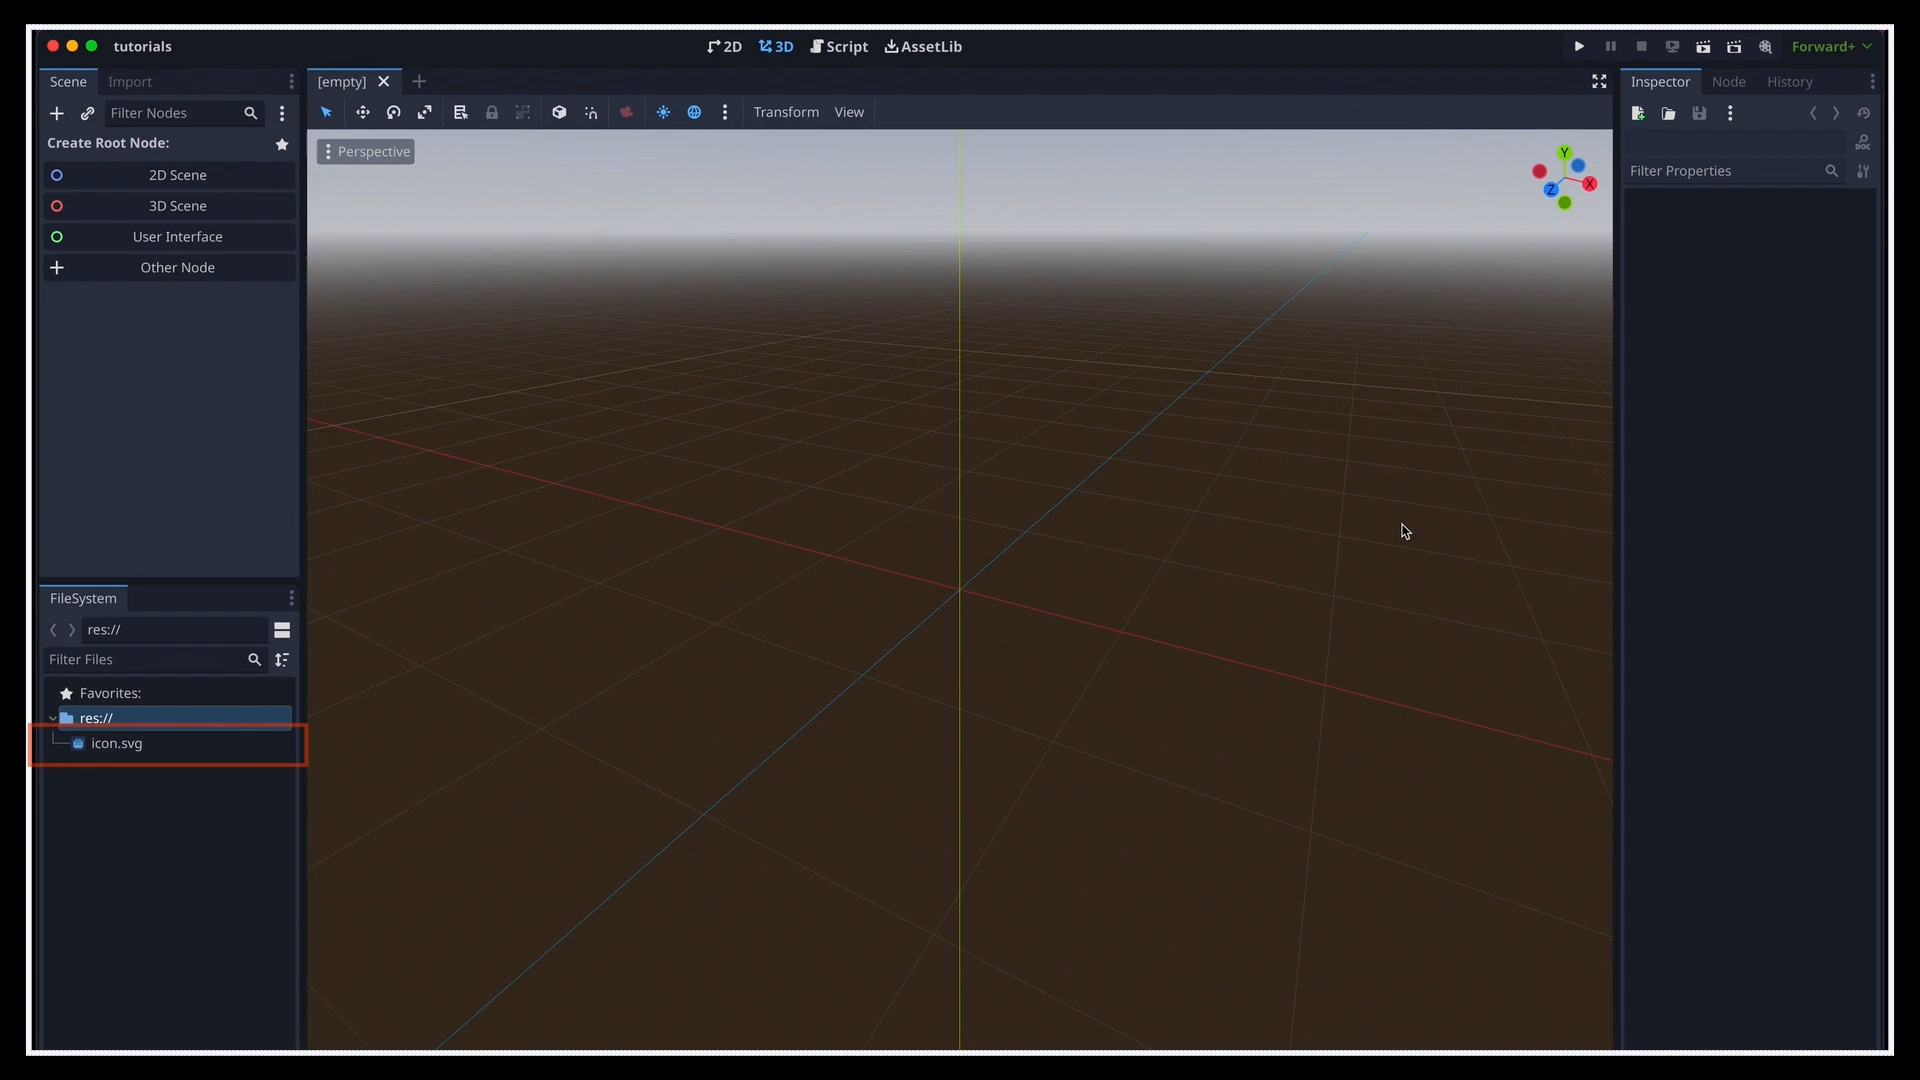 tutorials
2D
3D
Script
AssetLib
Forward+
Scene
Import
Filter Nodes
Create Root Node:
2D Scene
3D Scene
User Interface
Other Node
[empty]
Transform
View
Perspective
Y
Z
X
Inspector
Node
History
DOC
Filter Properties
FileSystem
res://
Filter Files
Favorites:
res://
icon.svg